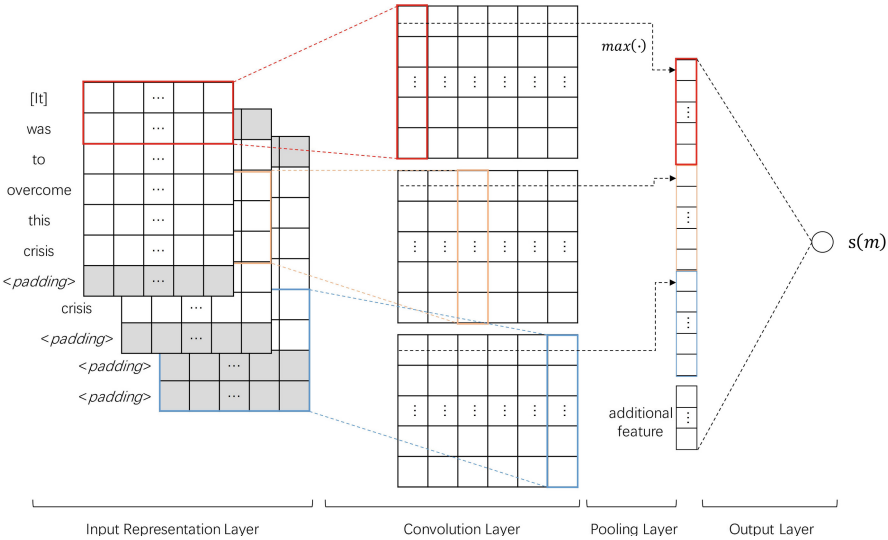 [It]
was
to
overcome
this
crisis
<padding>
crisis
<padding>
<padding>
<padding>
max(·)
s(m)
additional
feature
Input Representation Layer
Convolution Layer
Pooling Layer
Output Layer